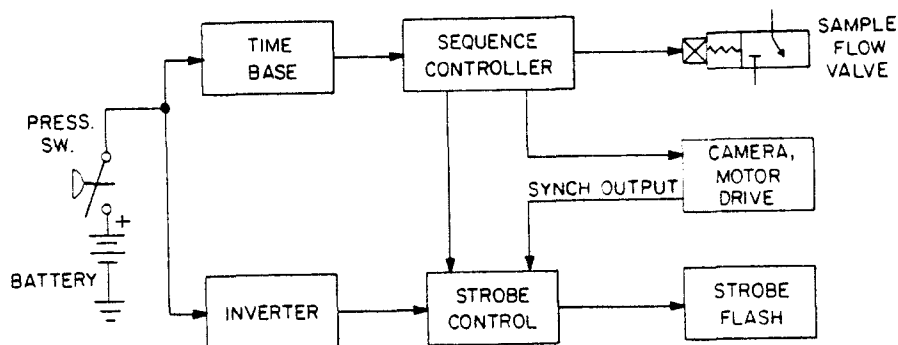 TIME
BASE
SEQUENCE
CONTROLLER
SAMPLE
FLOW
VALVE
PRESS.
SW.
CAMERA,
MOTOR
DRIVE
SYNCH OUTPUT
+
BATTERY
INVERTER
STROBE
CONTROL
STROBE
FLASH